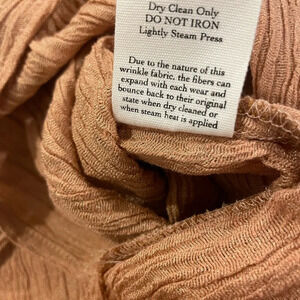 Dry Clean Only
DO NOT IRON
Lightly Steam Press
Due to the nature of this
wrinkle fabric, the fibers can
expand with each wear and
bounce back to their original
state when dry cleaned or
when steam heat is applied